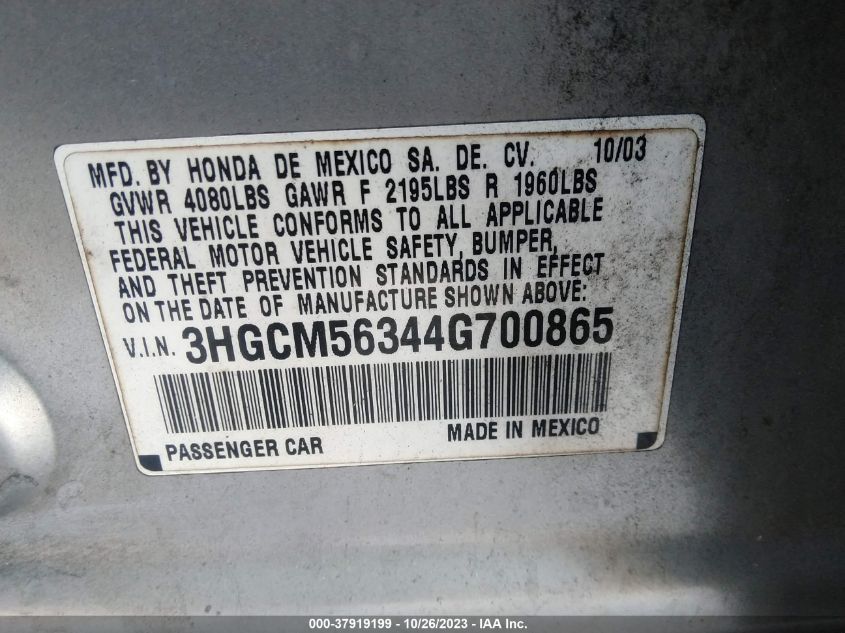 MFD. BY HONDA DE MEXICO SA. DE. CV. 10/03
GVWR 4080LBS GAWR F 2195LBS R 1960LBS
THIS VEHICLE CONFORMS TO ALL APPLICABLE
FEDERAL MOTOR VEHICLE SAFETY, BUMPER,
AND THEFT PREVENTION STANDARDS IN EFFECT
ON THE DATE OF MANUFACTURE SHOWN ABOVE:
V.I.N. 3HGCM56344G700865
PASSENGER CAR MADE IN MEXICO
000-37919199 - 10/26/2023 - IAA Inc.